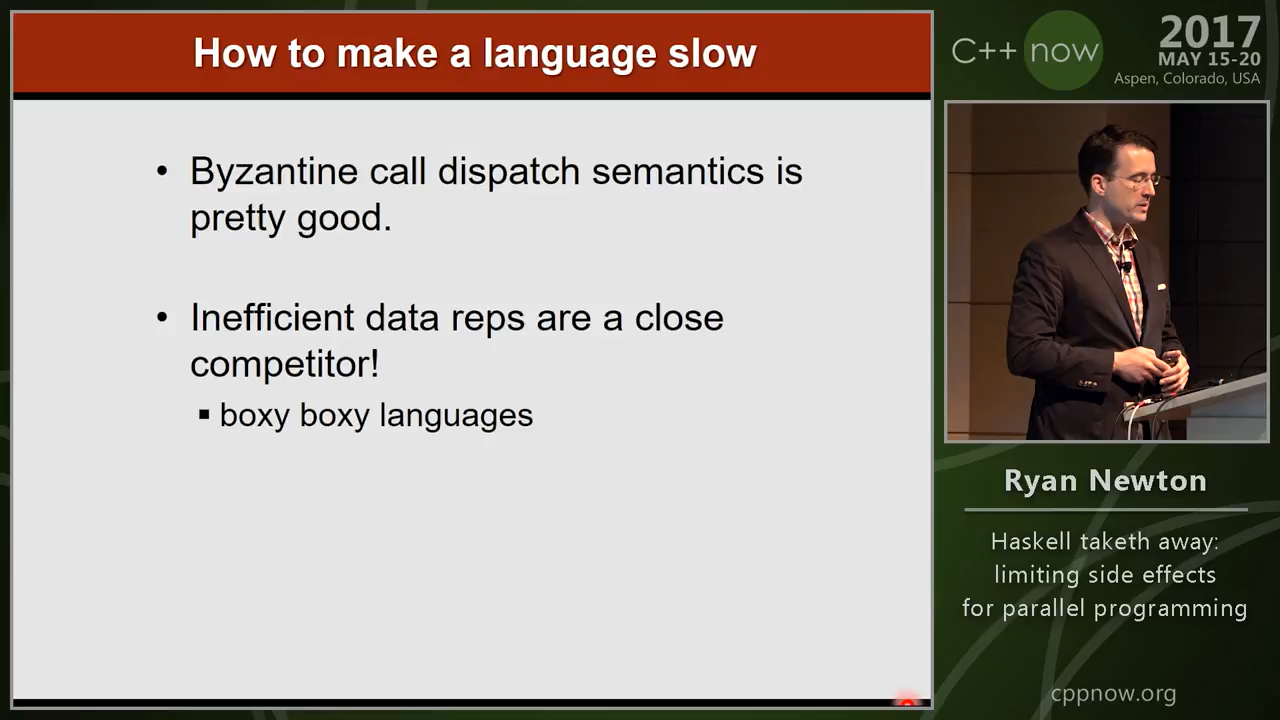 How to make a language slow
• Byzantine call dispatch semantics is
pretty good.
• Inefficient data reps are a close
competitor!
▪ boxy boxy languages
C++ now
2017
MAY 15-20
Aspen, Colorado, USA
Ryan Newton
Haskell taketh away:
limiting side effects
for parallel programming
cppnow.org